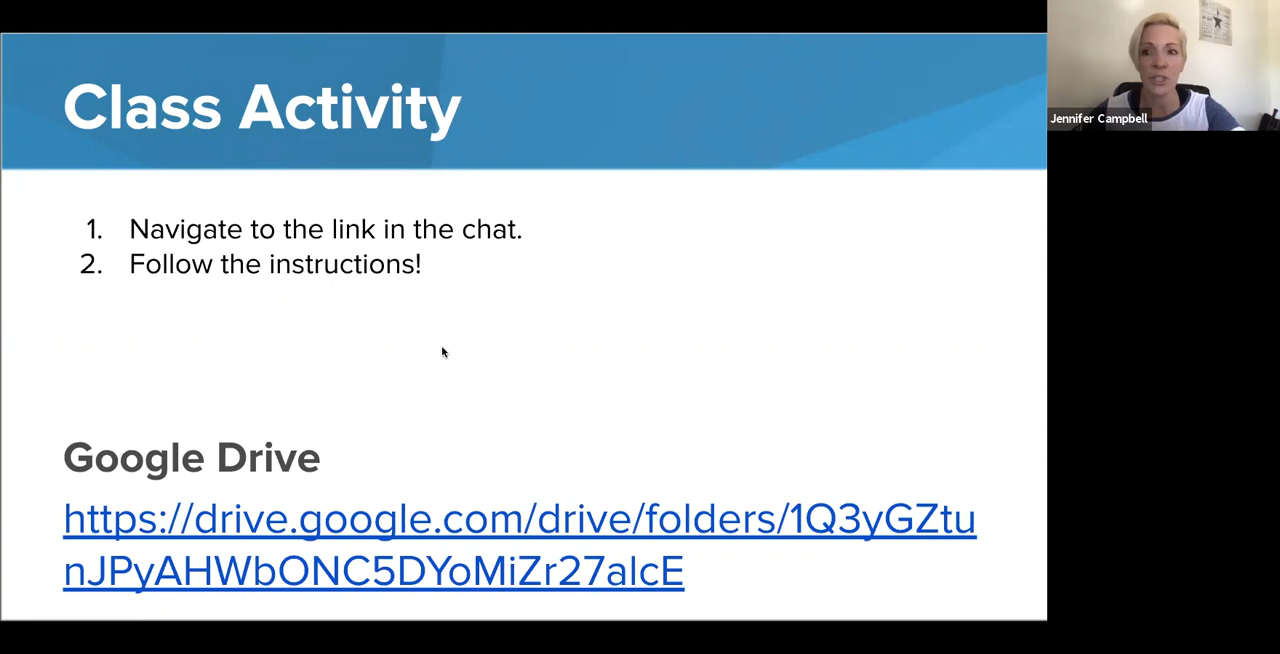 Class Activity
Jennifer Campbell
1. Navigate to the link in the chat.
2. Follow the instructions!
Google Drive
https://drive.google.com/drive/folders/1Q3yGZtu
nJPyAHWbONC5DYoMiZr27alcE